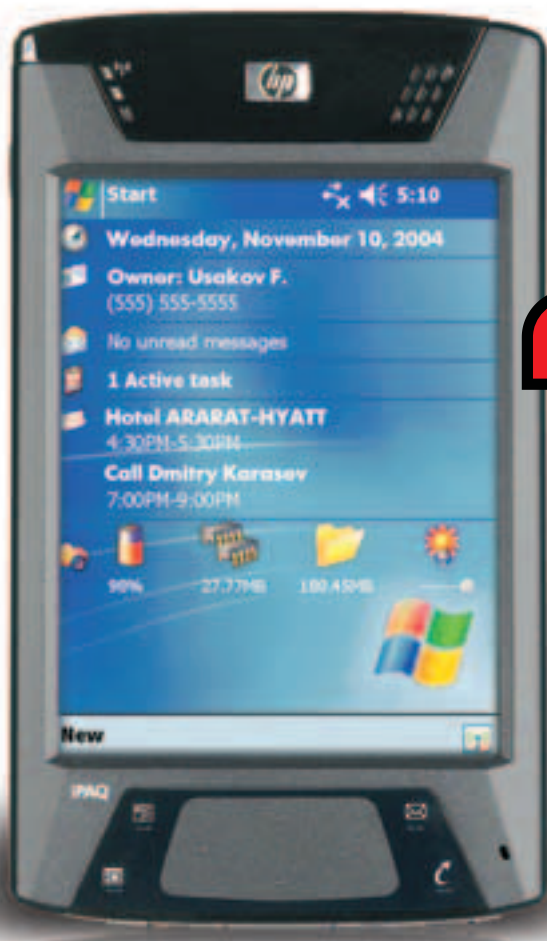 hp
Start 5:10
Wednesday, November 10, 2004
Owner: Usakov F.
(555) 555-5555
No unread messages
1 Active task
Hotel ARARAT-HYATT
4:30PM-5:30PM
Call Dmitry Karasev
7:00PM-9:00PM
98% 27.77MB 180.45MB
New
iPAQ